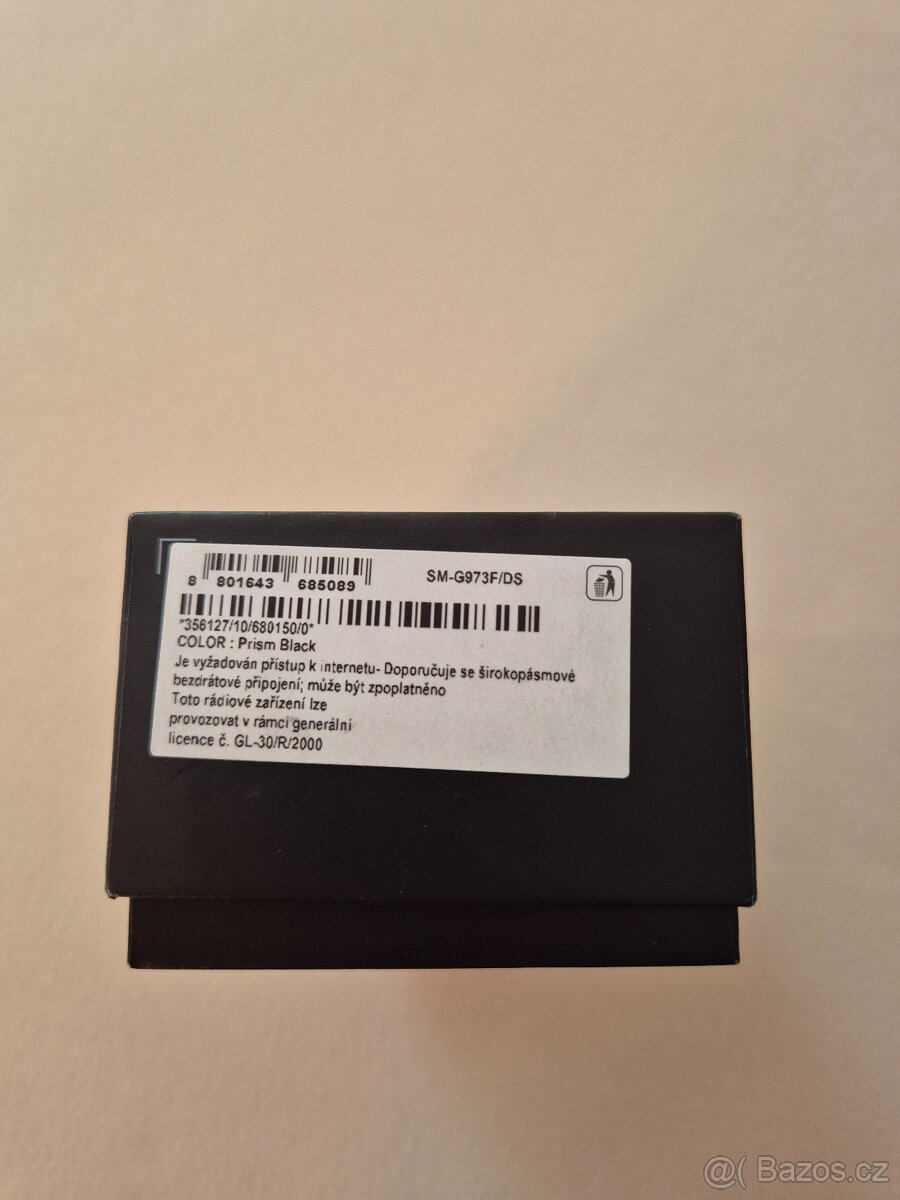 8 801643 685089
SM-G973F/DS
*356127/10/680150/0*
COLOR : Prism Black
Je vyžadován přístup k internetu- Doporučuje se širokopásmové
bezdrátové připojení; může být zpoplatněno
Toto rádiové zařízení lze
provozovat v rámci generální
licence č. GL-30/R/2000
@( Bazos.cz